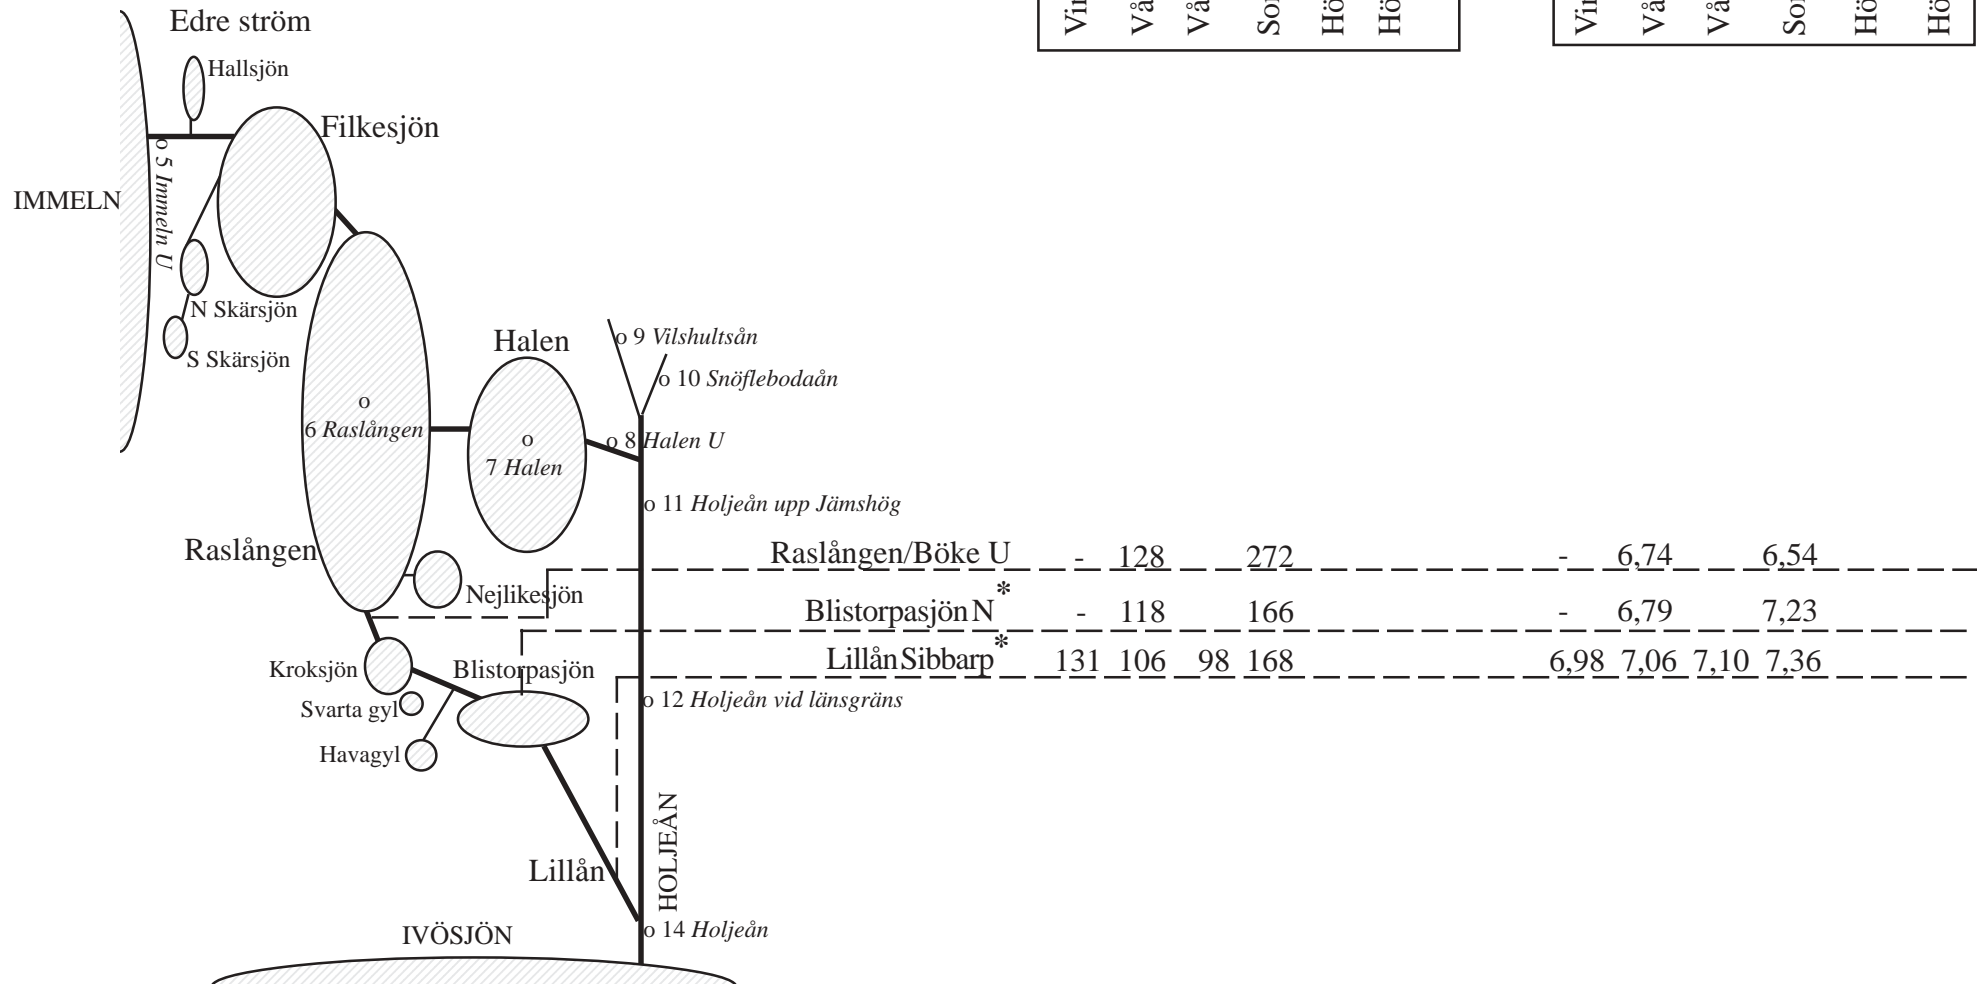 Edre ström
Hallsjön
Filkesjön
o 5 Immeln U
IMMELN
N Skärsjön
S Skärsjön
Halen
o 9 Vilshultsån
o 10 Snöflebodaån
o
6 Raslången
o
7 Halen
o 8 Halen U
o 11 Holjeån upp Jämshög
Raslången
Raslången/Böke U - 128 272 - 6,74 6,54
Nejlikesjön
Blistorpasjön N* - 118 166 - 6,79 7,23
Lillån Sibbarp* 131 106 98 168 6,98 7,06 7,10 7,36
Kroksjön
Blistorpasjön
Svarta gyl
o 12 Holjeån vid länsgräns
Havagyl
HOLJEÅN
Lillån
o 14 Holjeån
IVÖSJÖN